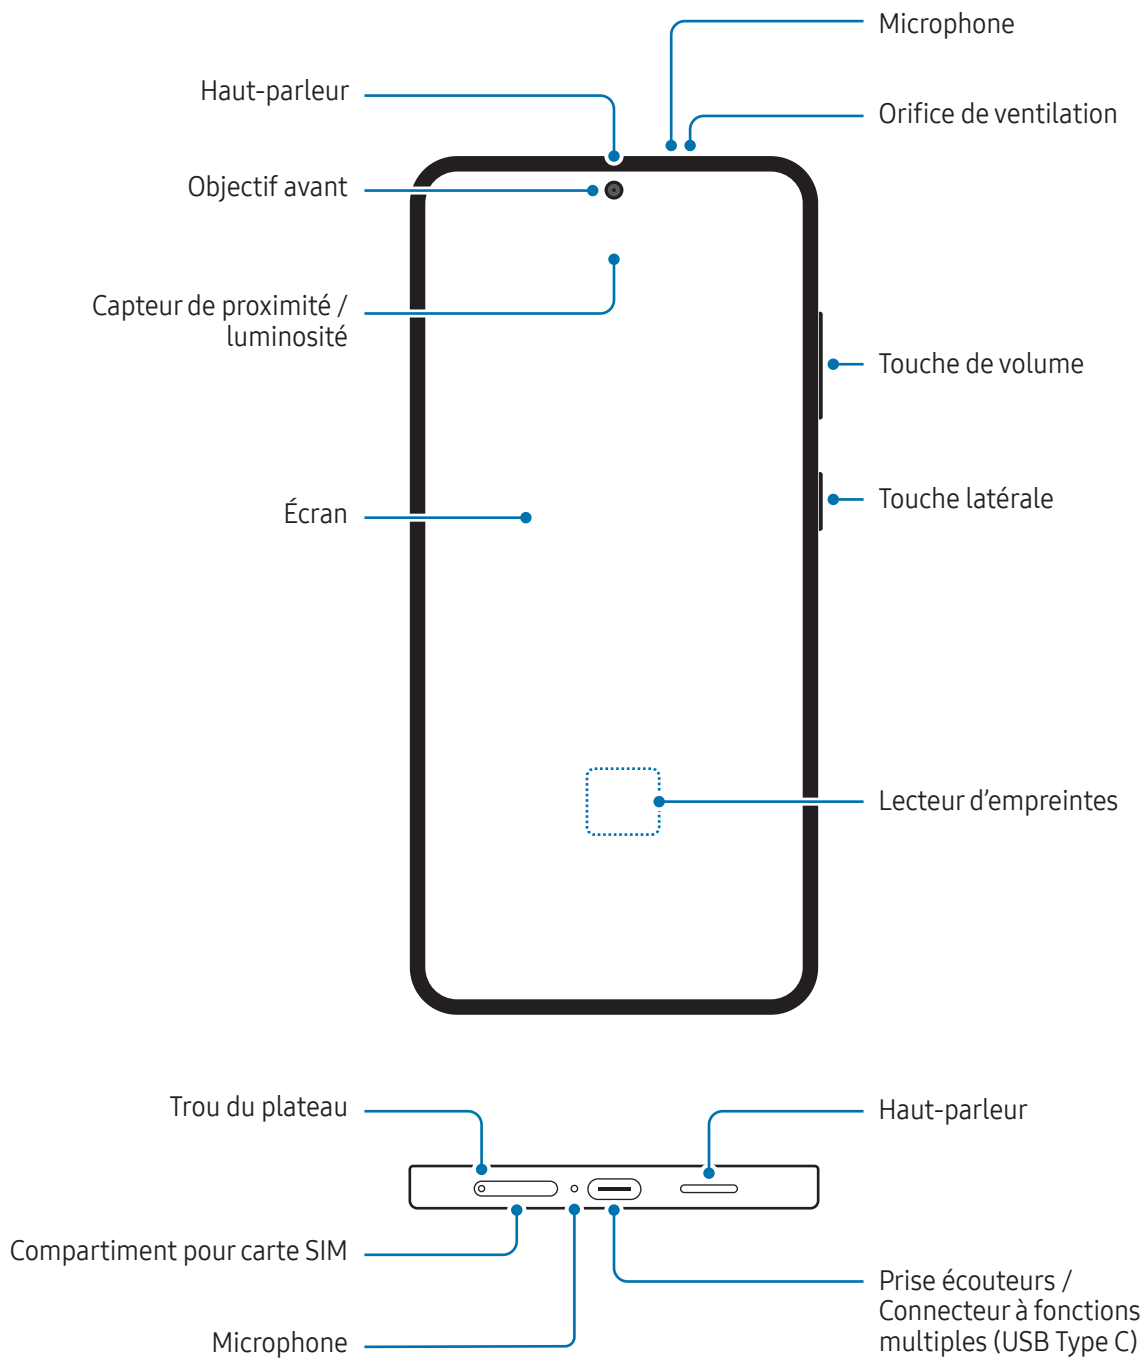 Microphone
Haut-parleur
Orifice de ventilation
Objectif avant
Capteur de proximité /
luminosité
Touche de volume
Touche latérale
Écran
Lecteur d’empreintes
Trou du plateau
Haut-parleur
Compartiment pour carte SIM
Prise écouteurs /
Connecteur à fonctions
multiples (USB Type C)
Microphone